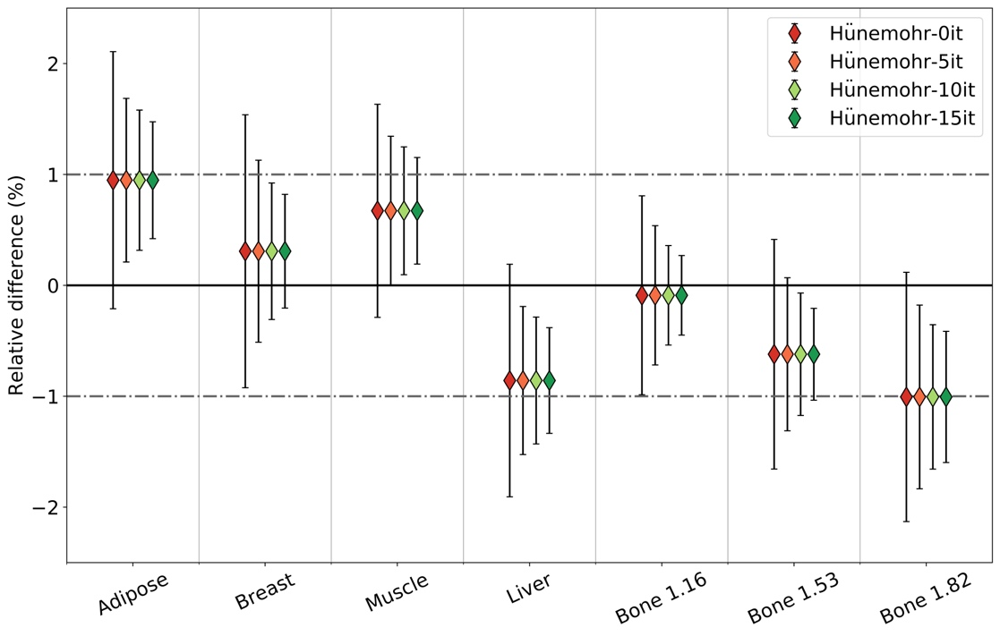 Hünemohr-0it
Hünemohr-5it
Hünemohr-10it
Hünemohr-15it
Relative difference (%)
2
1
0
−1
−2
Adipose
Breast
Muscle
Liver
Bone 1.16
Bone 1.53
Bone 1.82